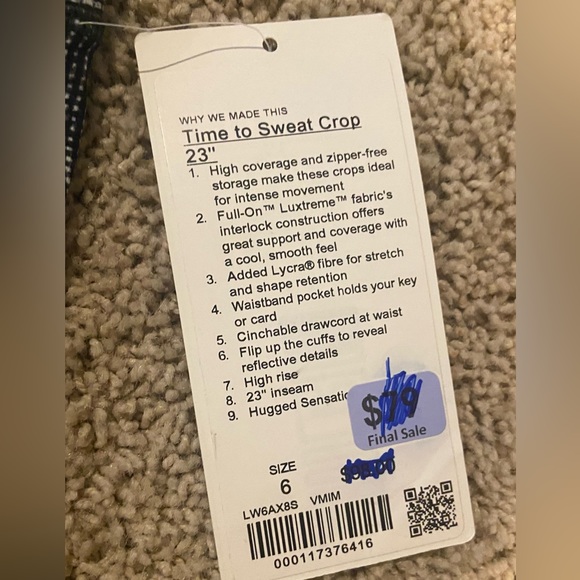 WHY WE MADE THIS
Time to Sweat Crop
23"
1. High coverage and zipper-free
storage make these crops ideal
for intense movement
2. Full-On™ Luxtreme™ fabric's
interlock construction offers
great support and coverage with
a cool, smooth feel
3. Added Lycra® fibre for stretch
and shape retention
4. Waistband pocket holds your key
or card
5. Cinchable drawcord at waist
6. Flip up the cuffs to reveal
reflective details
7. High rise
8. 23" Inseam
9. Hugged Sensatio
$79
Final Sale
SIZE
6
LW6AX8S VMIM
000117376416